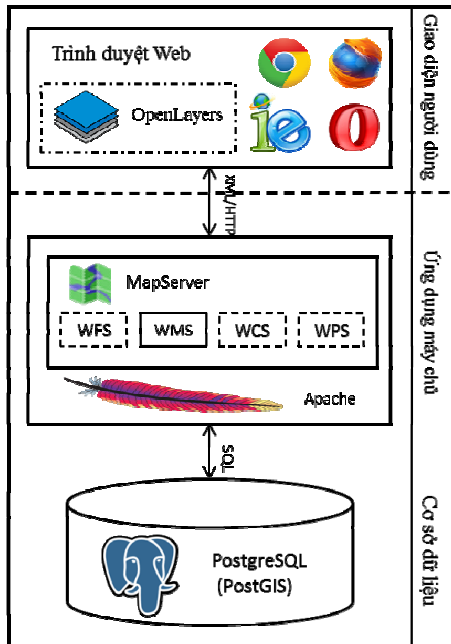 Trình duyệt Web
OpenLayers
Giao diện người dùng
XML/HTTP
MapServer
WFS
WMS
WCS
WPS
Apache
Ứng dụng máy chủ
SQL
PostgreSQL
(PostGIS)
Cơ sở dữ liệu